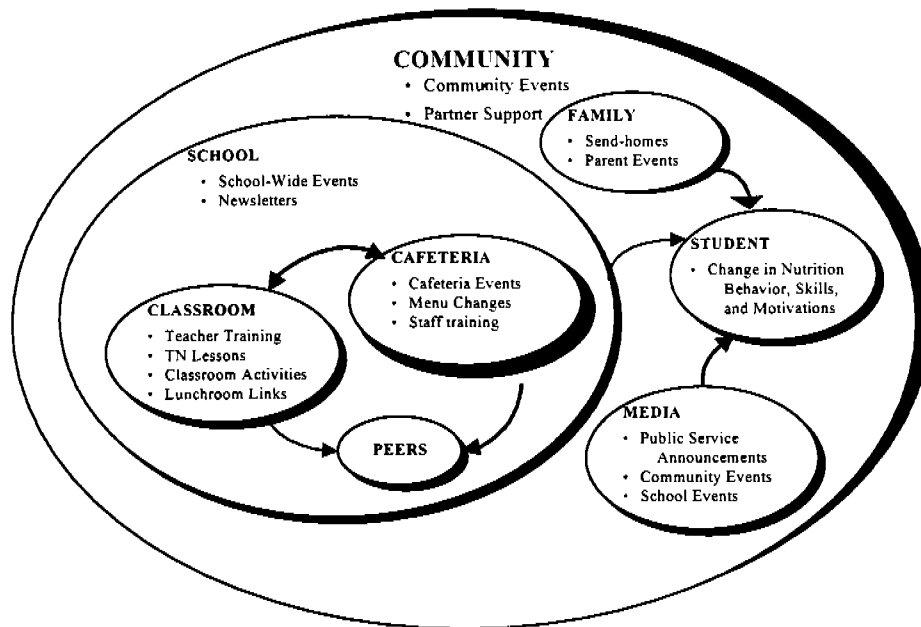 COMMUNITY
• Community Events
• Partner Support
FAMILY
• Send-homes
• Parent Events
SCHOOL
• School-Wide Events
• Newsletters
STUDENT
• Change in Nutrition
Behavior, Skills,
and Motivations
CAFETERIA
• Cafeteria Events
• Menu Changes
• Staff training
CLASSROOM
• Teacher Training
• TN Lessons
• Classroom Activities
• Lunchroom Links
PEERS
MEDIA
• Public Service
Announcements
• Community Events
• School Events